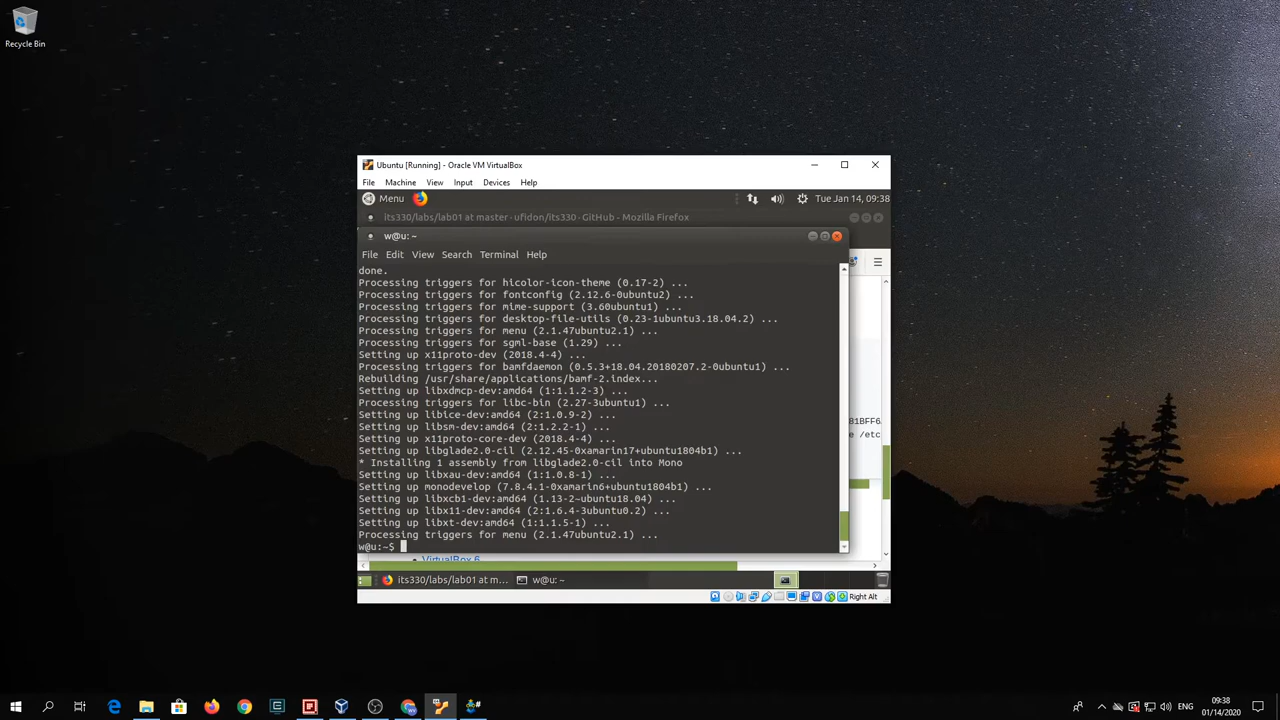 Recycle Bin
Ubuntu [Running] - Oracle VM VirtualBox
File Machine View Input Devices Help
Menu Tue Jan 14, 09:38
its330/labs/lab01 at master · ufidon/its330 · GitHub - Mozilla Firefox
w@u: ~
File Edit View Search Terminal Help
done.
Processing triggers for hicolor-icon-theme (0.17-2) ...
Processing triggers for fontconfig (2.12.6-0ubuntu2) ...
Processing triggers for mime-support (3.60ubuntu1) ...
Processing triggers for desktop-file-utils (0.23-1ubuntu3.18.04.2) ...
Processing triggers for menu (2.1.47ubuntu2.1) ...
Processing triggers for sgml-base (1.29) ...
Setting up x11proto-dev (2018.4-4) ...
Processing triggers for bamfdaemon (0.5.3+18.04.20180207.2-0ubuntu1) ...
Rebuilding /usr/share/applications/bamf-2.index...
Setting up libxdmcp-dev:amd64 (1:1.1.2-3) ...
Processing triggers for libc-bin (2.27-3ubuntu1) ...
Setting up libice-dev:amd64 (2:1.0.9-2) ...
81BFF6
Setting up libsm-dev:amd64 (2:1.2.2-1) ...
e /etc
Setting up x11proto-core-dev (2018.4-4) ...
Setting up libglade2.0-cil (2.12.45-0xamarin17+ubuntu1804b1) ...
* Installing 1 assembly from libglade2.0-cil into Mono
Setting up libxau-dev:amd64 (1:1.0.8-1) ...
Setting up monodevelop (7.8.4.1-0xamarin6+ubuntu1804b1) ...
Setting up libxcb1-dev:amd64 (1.13-2~ubuntu18.04) ...
Setting up libx11-dev:amd64 (2:1.6.4-3ubuntu0.2) ...
Setting up libxt-dev:amd64 (1:1.1.5-1) ...
Processing triggers for menu (2.1.47ubuntu2.1) ...
w@u:~$
VirtualBox 6
its330/labs/lab01 at m... w@u: ~
Right Alt
ENG 09:38
01/14/2020